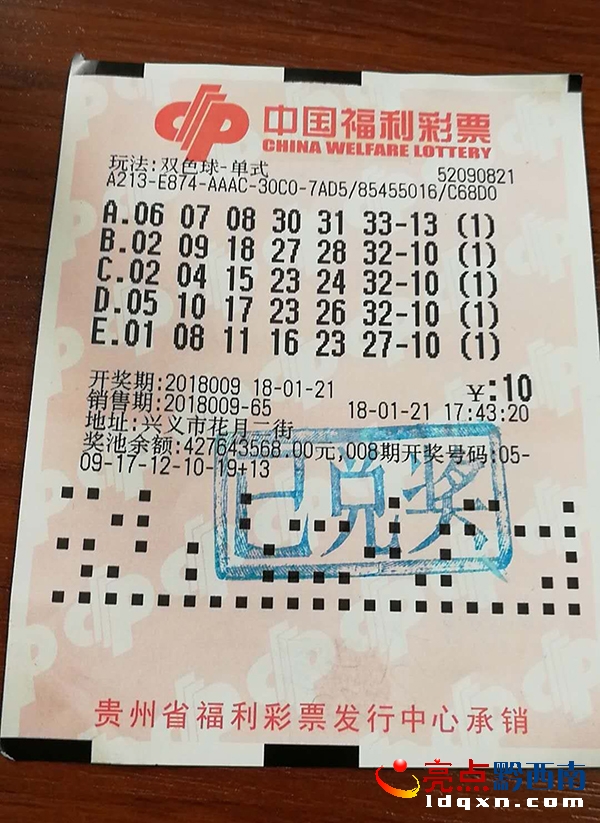 中国福利彩票
CHINA WELFARE LOTTERY
玩法:双色球-单式 52090821
A213-E874-AAAC-30C0-7AD5/85455016/C68D0
A.06 07 08 30 31 33-13 (1)
B.02 09 18 27 28 32-10 (1)
C.02 04 15 23 24 32-10 (1)
D.05 10 17 23 26 32-10 (1)
E.01 08 11 16 23 27-10 (1)
开奖期:2018009 18-01-21 ¥:10
销售期:2018009-65 18-01-21 17:43:20
地址:兴义市花月二街
奖池余额:427643568.00元,008期开奖号码:05-
09-17-12-10-19+13
已兑奖
贵州省福利彩票发行中心承销
亮点黔西南
ldqxn.com